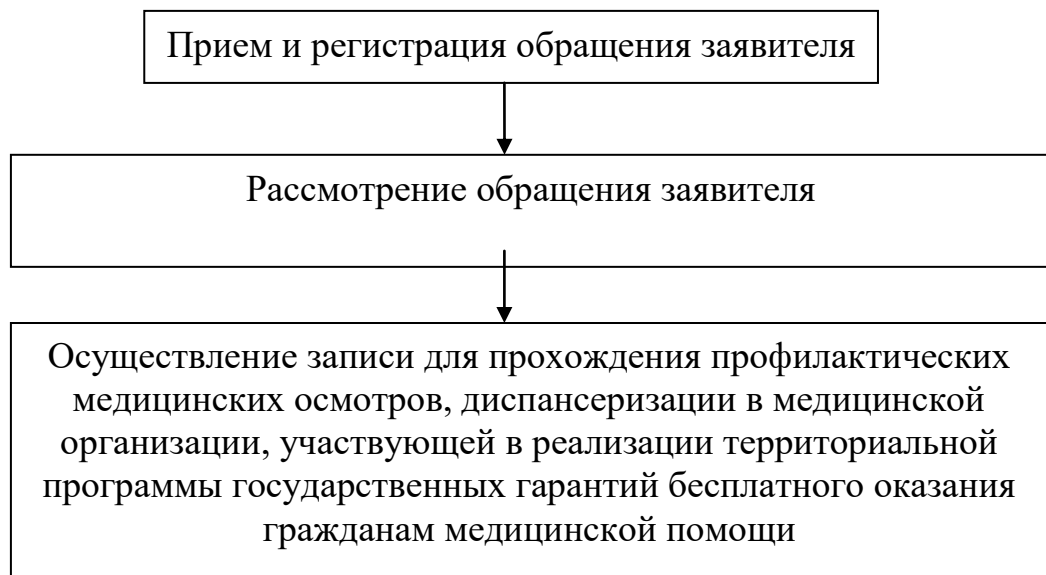 Прием и регистрация обращения заявителя
Рассмотрение обращения заявителя
Осуществление записи для прохождения профилактических
медицинских осмотров, диспансеризации в медицинской
организации, участвующей в реализации территориальной
программы государственных гарантий бесплатного оказания
гражданам медицинской помощи